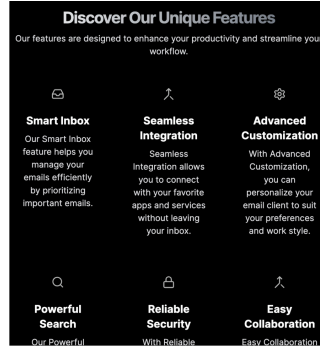 Discover Our Unique Features
Our features are designed to enhance your productivity and streamline your
workflow.
Smart Inbox
Our Smart Inbox
feature helps you
manage your
emails efficiently
by prioritizing
important emails.
Seamless
Integration
Seamless
Integration allows
you to connect
with your favorite
apps and services
without leaving
your inbox.
Advanced
Customization
With Advanced
Customization,
you can
personalize your
email client to suit
your preferences
and work style.
Powerful
Search
Our Powerful
Reliable
Security
With Reliable
Easy
Collaboration
Easy Collaboration